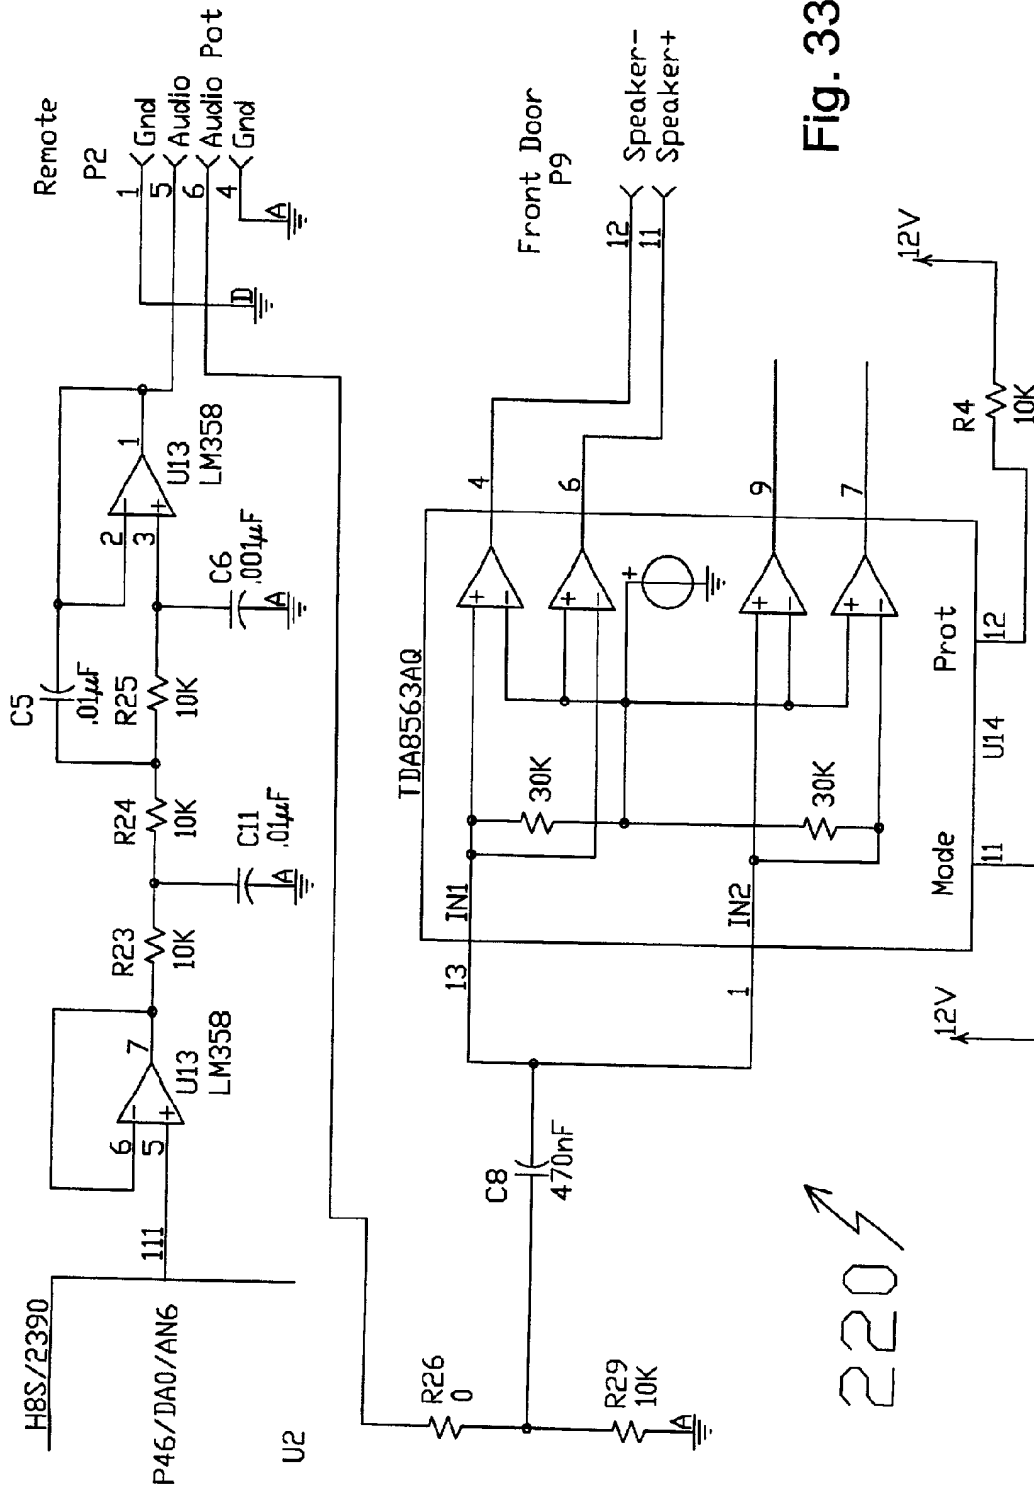 Remote
P2
1 Gnd
5 Audio
6 Audio Pot
4 Gnd
A
D
C5
.01µF
2
3
1
U13
LM358
R25
10K
C6
.001µF
A
R24
10K
C11
.01µF
A
R23
10K
7
U13
LM358
6
5
111
H8S/2390
P46/DA0/AN6
U2
R26
0
R29
10K
A
C8
470nF
Front Door
P9
12 Speaker-
11 Speaker+
TDA8563AQ
13
IN1
1
IN2
30K
30K
4
6
9
7
Mode
11
Prot
12
U14
12V
R4
10K
12V
220
Fig. 33